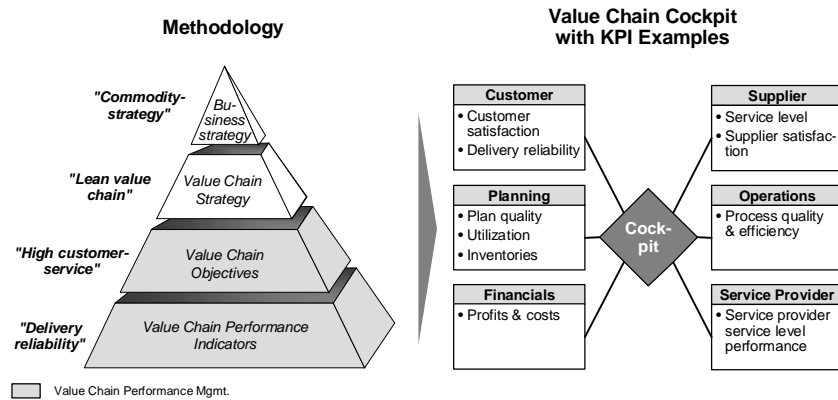 Methodology
"Commodity-
strategy"
Bu-
siness
strategy
"Lean value
chain"
Value Chain
Strategy
"High customer-
service"
Value Chain
Objectives
"Delivery
reliability"
Value Chain Performance
Indicators
Value Chain Performance Mgmt.
Value Chain Cockpit
with KPI Examples
Customer
• Customer
satisfaction
• Delivery reliability
Planning
• Plan quality
• Utilization
• Inventories
Financials
• Profits & costs
Cock-
pit
Supplier
• Service level
• Supplier satisfac-
tion
Operations
• Process quality
& efficiency
Service Provider
• Service provider
service level
performance